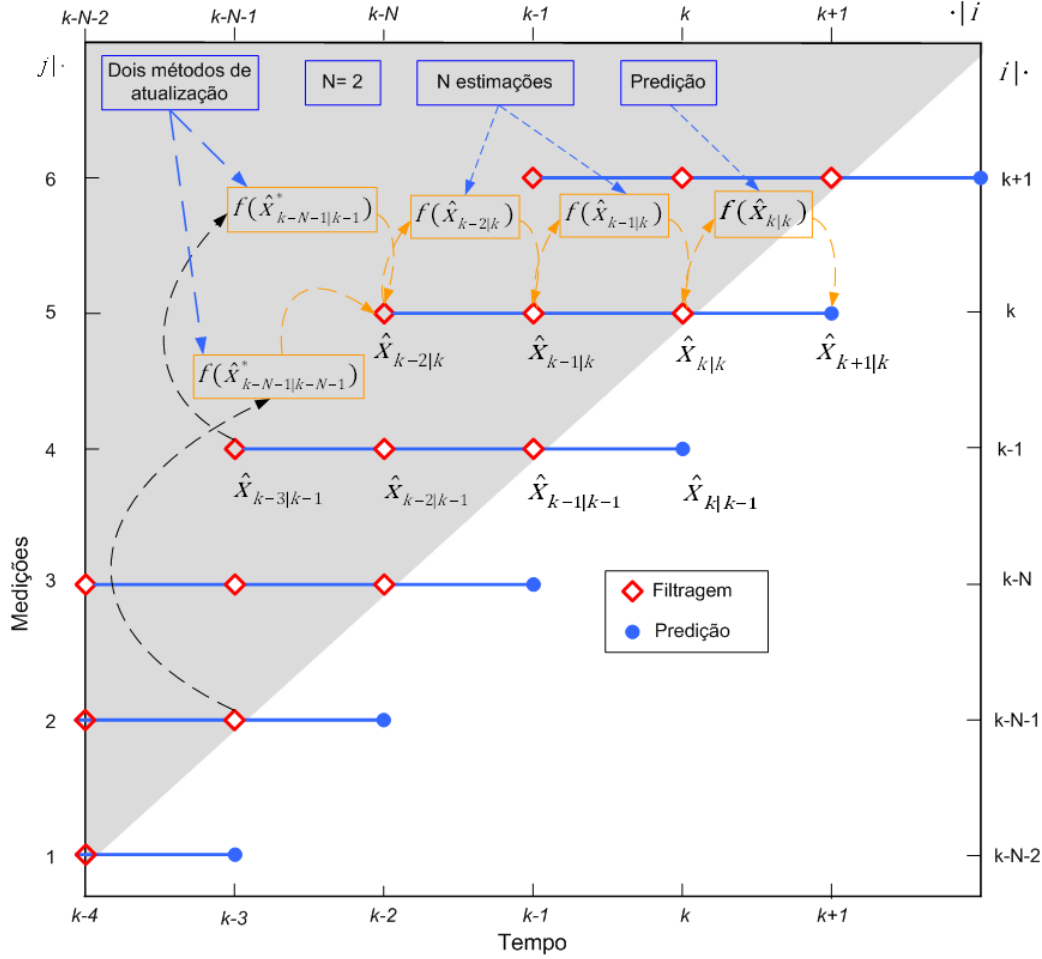 k-N-2 k-N-1 k-N k-1 k k+1 ·|i
j|· i|·
Dois métodos de
atualização
N= 2
N estimações
Predição
6 k+1
f(X̂*k-N-1|k-1) f(X̂k-2|k) f(X̂k-1|k) f(X̂k|k)
5 k
X̂k-2|k X̂k-1|k X̂k|k X̂k+1|k
f(X̂*k-N-1|k-N-1)
4 k-1
X̂k-3|k-1 X̂k-2|k-1 X̂k-1|k-1 X̂k|k-1
3 k-N
Filtragem
Predição
2 k-N-1
1 k-N-2
Medições
k-4 k-3 k-2 k-1 k k+1
Tempo